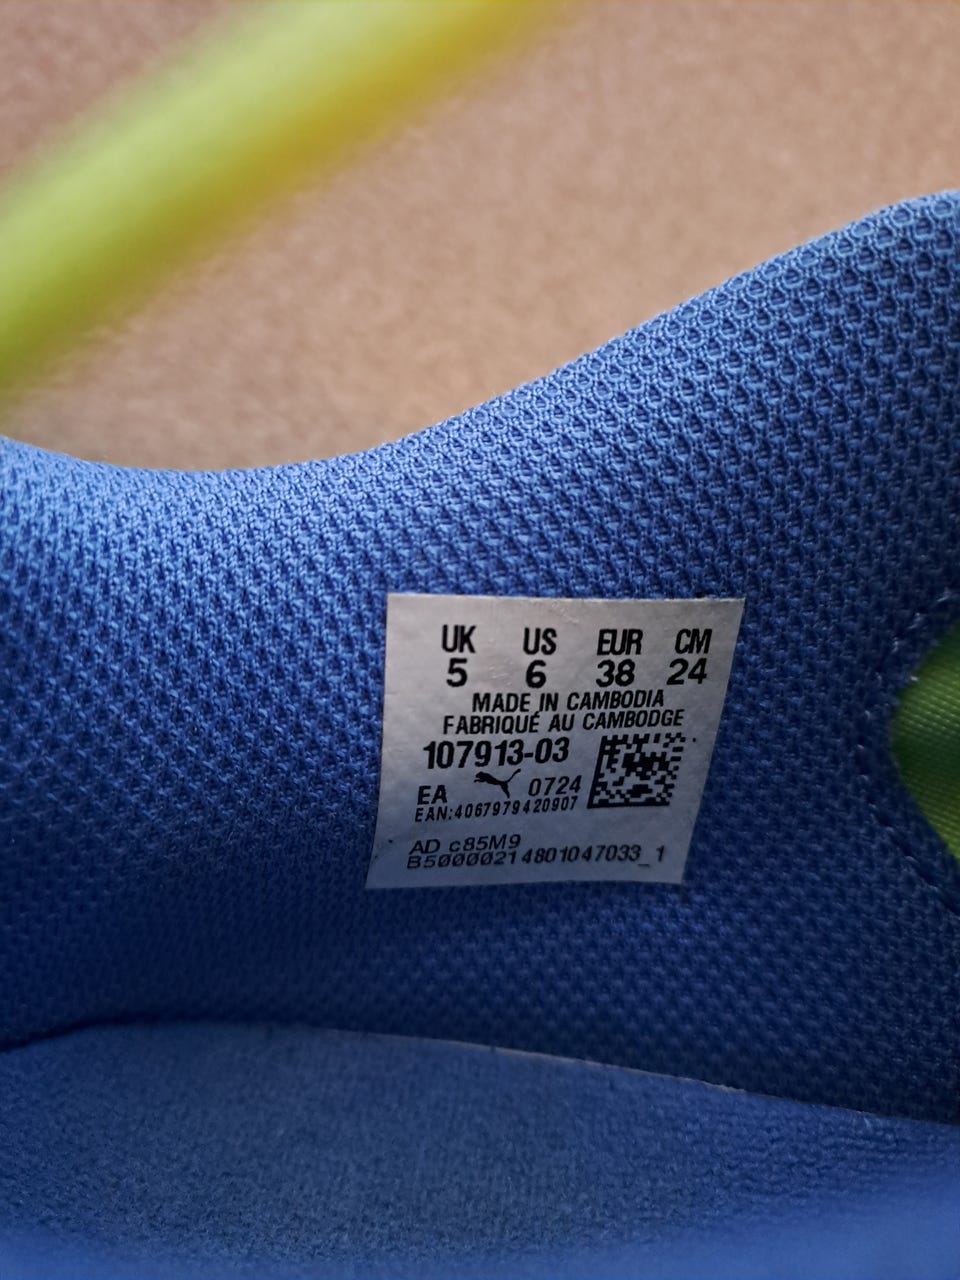 UK US EUR CM
5 6 38 24
MADE IN CAMBODIA
FABRIQUÉ AU CAMBODGE
107913-03
EA 0724
EAN:4067979420907
AD c85M9
B50000214801047033_1